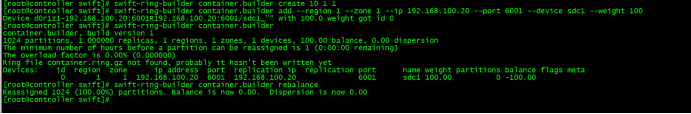 [root@controller swift]# swift-ring-builder container.builder create 10 1 1
[root@controller swift]# swift-ring-builder container.builder add --region 1 --zone 1 --ip 192.168.100.20 --port 6001 --device sdc1 --weight 100
Device d0r1z1-192.168.100.20:6001R192.168.100.20:6001/sdc1_"" with 100.0 weight got id 0
[root@controller swift]# swift-ring-builder container.builder
container.builder, build version 1
1024 partitions, 1.000000 replicas, 1 regions, 1 zones, 1 devices, 100.00 balance, 0.00 dispersion
The minimum number of hours before a partition can be reassigned is 1 (0:00:00 remaining)
The overload factor is 0.00% (0.000000)
Ring file container.ring.gz not found, probably it hasn't been written yet
Devices: id region zone ip address port replication ip replication port name weight partitions balance flags meta
0 1 1 192.168.100.20 6001 192.168.100.20 6001 sdc1 100.00 0 -100.00
[root@controller swift]# swift-ring-builder container.builder rebalance
Reassigned 1024 (100.00%) partitions. Balance is now 0.00. Dispersion is now 0.00
[root@controller swift]#